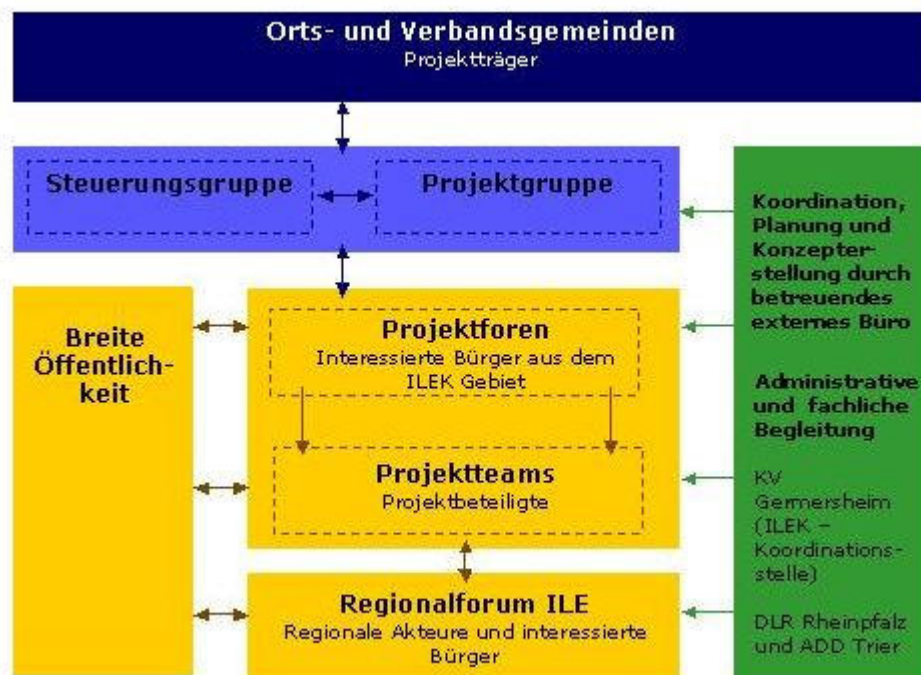 Orts- und Verbandsgemeinden
Projektträger
Steuerungsgruppe
Projektgruppe
Breite
Öffentlich-
keit
Projektforen
Interessierte Bürger aus dem
ILEK Gebiet
Projektteams
Projektbeteiligte
Regionalforum ILE
Regionale Akteure und interessierte
Bürger
Koordination,
Planung und
Konzepter-
stellung durch
betreuendes
externes Büro
Administrative
und fachliche
Begleitung
KV
Germersheim
(ILEK –
Koordinations-
stelle)
DLR Rheinpfalz
und ADD Trier